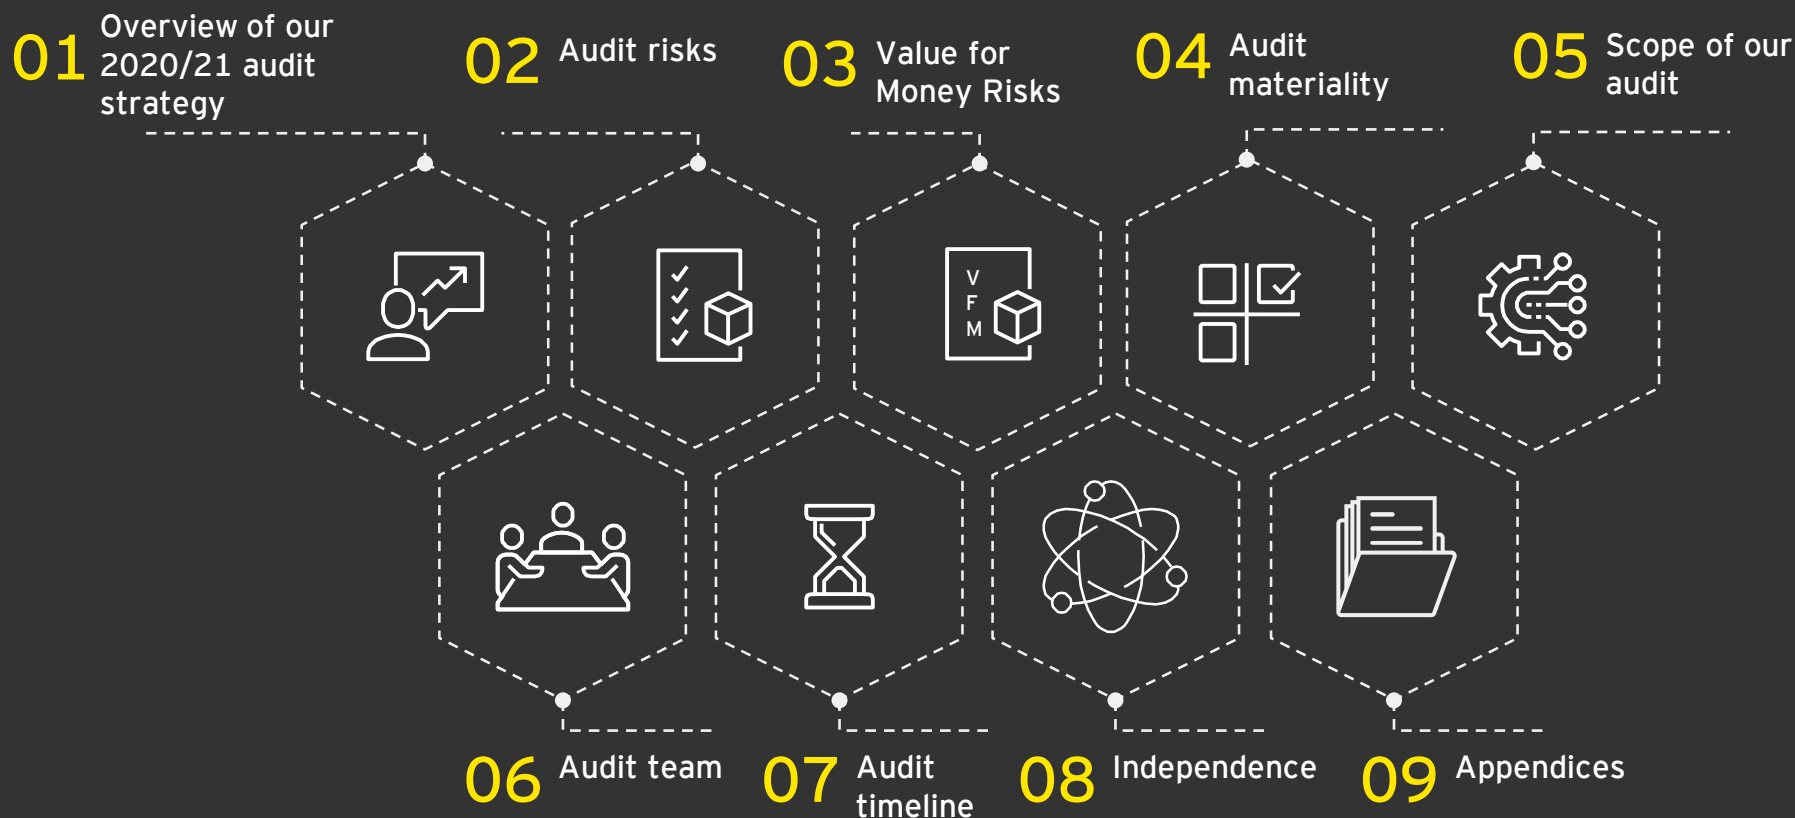 01 Overview of our
2020/21 audit
strategy
02 Audit risks
03 Value for
Money Risks
04 Audit
materiality
05 Scope of our
audit
V
F
M
06 Audit team
07 Audit
timeline
08 Independence
09 Appendices